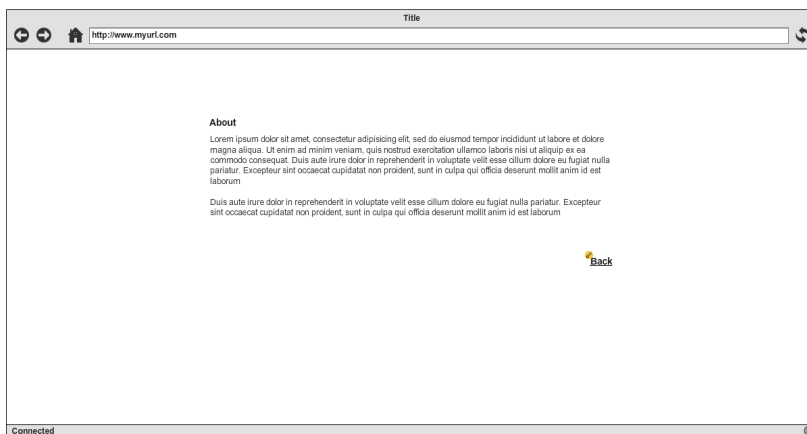 Title
http://www.myurl.com
About
Lorem ipsum dolor sit amet, consectetur adipisicing elit, sed do eiusmod tempor incididunt ut labore et dolore
magna aliqua. Ut enim ad minim veniam, quis nostrud exercitation ullamco laboris nisi ut aliquip ex ea
commodo consequat. Duis aute irure dolor in reprehenderit in voluptate velit esse cillum dolore eu fugiat nulla
pariatur. Excepteur sint occaecat cupidatat non proident, sunt in culpa qui officia deserunt mollit anim id est
laborum
Duis aute irure dolor in reprehenderit in voluptate velit esse cillum dolore eu fugiat nulla pariatur. Excepteur
sint occaecat cupidatat non proident, sunt in culpa qui officia deserunt mollit anim id est laborum
Back
Connected